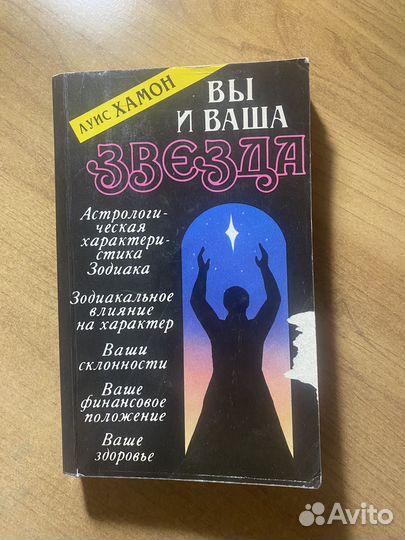 ЛУИС ХАМОН
ВЫ
И ВАША
ЗВЕЗДА
Астрологи-
ческая
характери-
стика
Зодиака
Зодиакальное
влияние
на характер
Ваши
склонности
Ваше
финансовое
положение
Ваше
здоровье
Avito